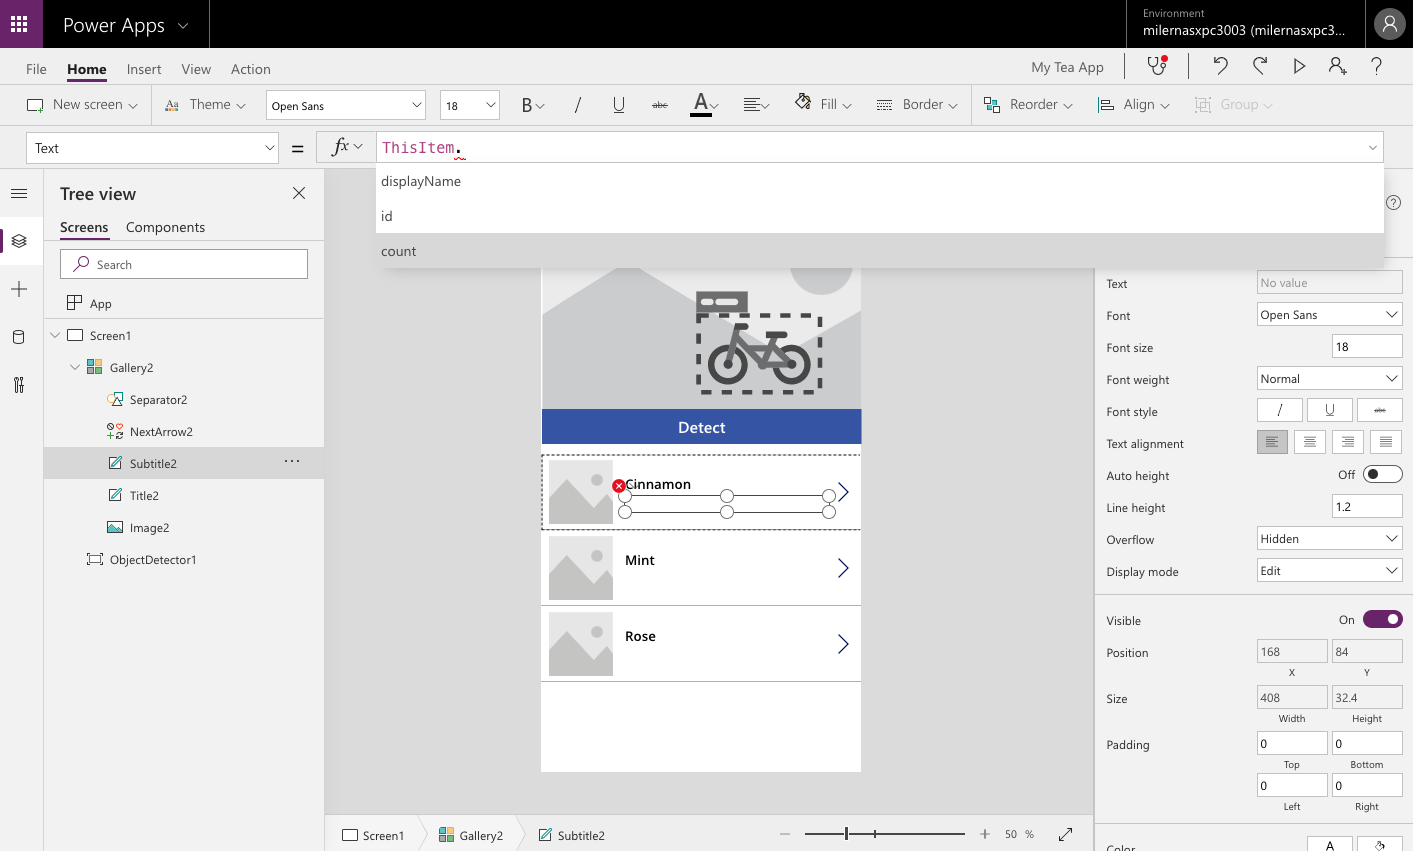 Power Apps
Environment
milernasxpc3003 (milernasxpc3...
File Home Insert View Action
My Tea App
New screen Theme Open Sans 18 B / U abc A Fill Border Reorder Align Group
Text = fx ThisItem.
displayName
id
count
Tree view
Screens Components
Search
App
Screen1
Gallery2
Separator2
NextArrow2
Subtitle2 ...
Title2
Image2
ObjectDetector1
Detect
Cinnamon
Mint
Rose
Text No value
Font Open Sans
Font size 18
Font weight Normal
Font style / U abc
Text alignment
Auto height Off
Line height 1.2
Overflow Hidden
Display mode Edit
Visible On
Position 168 84
X Y
Size 408 32.4
Width Height
Padding 0 0
Top Bottom
0 0
Left Right
Color A
Screen1 Gallery2 Subtitle2 50 %